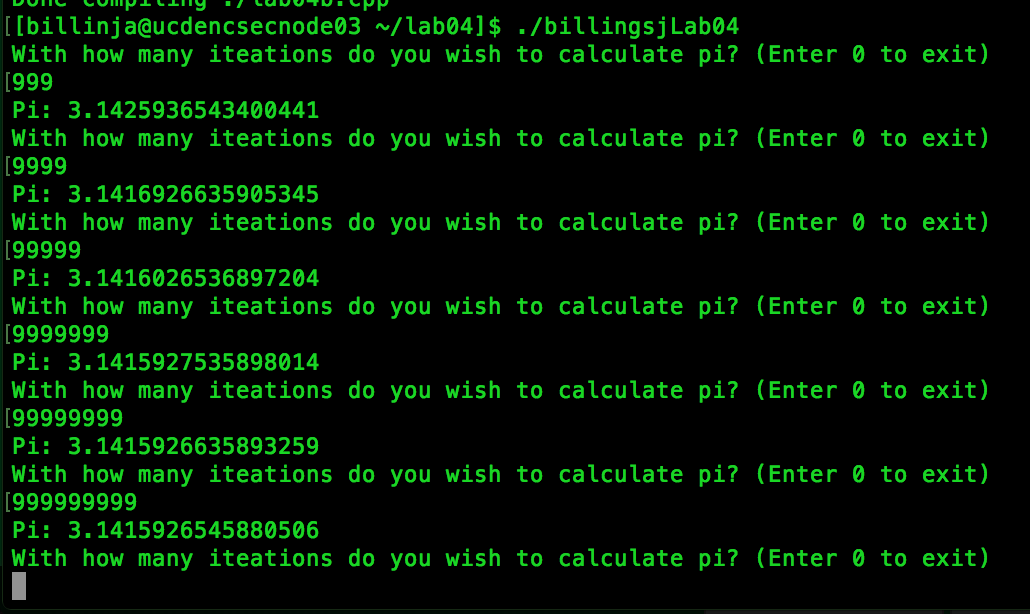 Done compiling ./lab04b.cpp
[[billinja@ucdencsecnode03 ~/lab04]$ ./billingsjLab04
With how many iteations do you wish to calculate pi? (Enter 0 to exit)
[999
Pi: 3.1425936543400441
With how many iteations do you wish to calculate pi? (Enter 0 to exit)
[9999
Pi: 3.1416926635905345
With how many iteations do you wish to calculate pi? (Enter 0 to exit)
[99999
Pi: 3.1416026536897204
With how many iteations do you wish to calculate pi? (Enter 0 to exit)
[9999999
Pi: 3.1415927535898014
With how many iteations do you wish to calculate pi? (Enter 0 to exit)
[99999999
Pi: 3.1415926635893259
With how many iteations do you wish to calculate pi? (Enter 0 to exit)
[999999999
Pi: 3.1415926545880506
With how many iteations do you wish to calculate pi? (Enter 0 to exit)